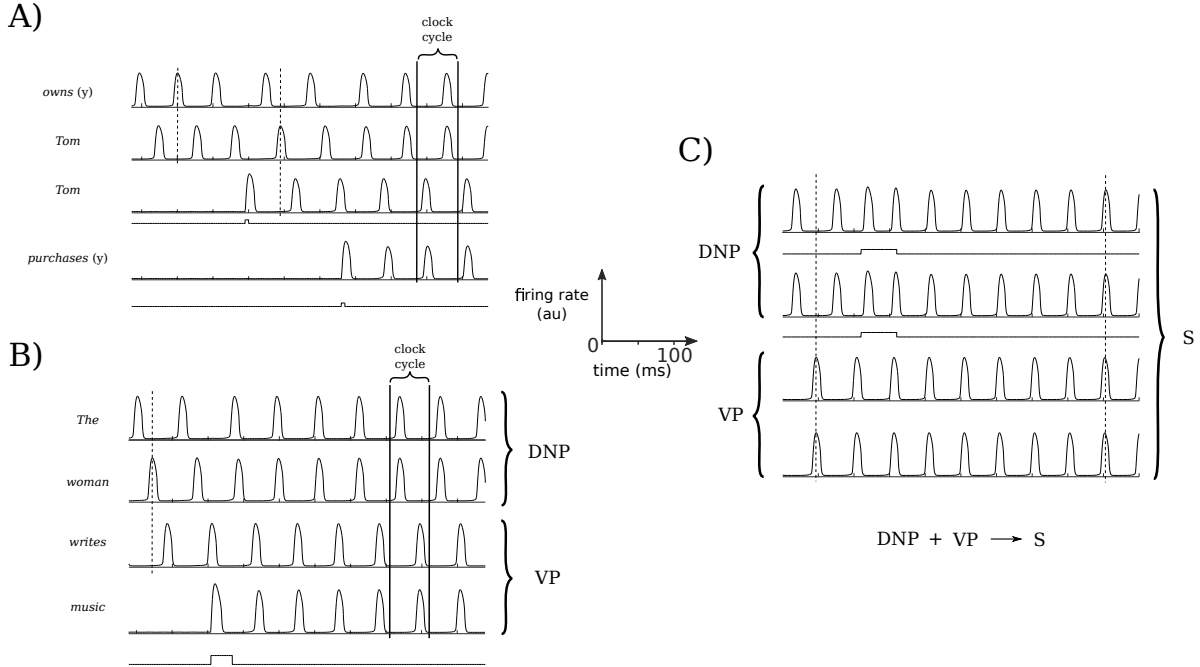 A)
clock
cycle
owns (y)
Tom
Tom
purchases (y)
B)
clock
cycle
The
woman
writes
music
DNP
VP
firing rate
(au)
0
100
time (ms)
C)
DNP
VP
S
DNP + VP ⟶ S